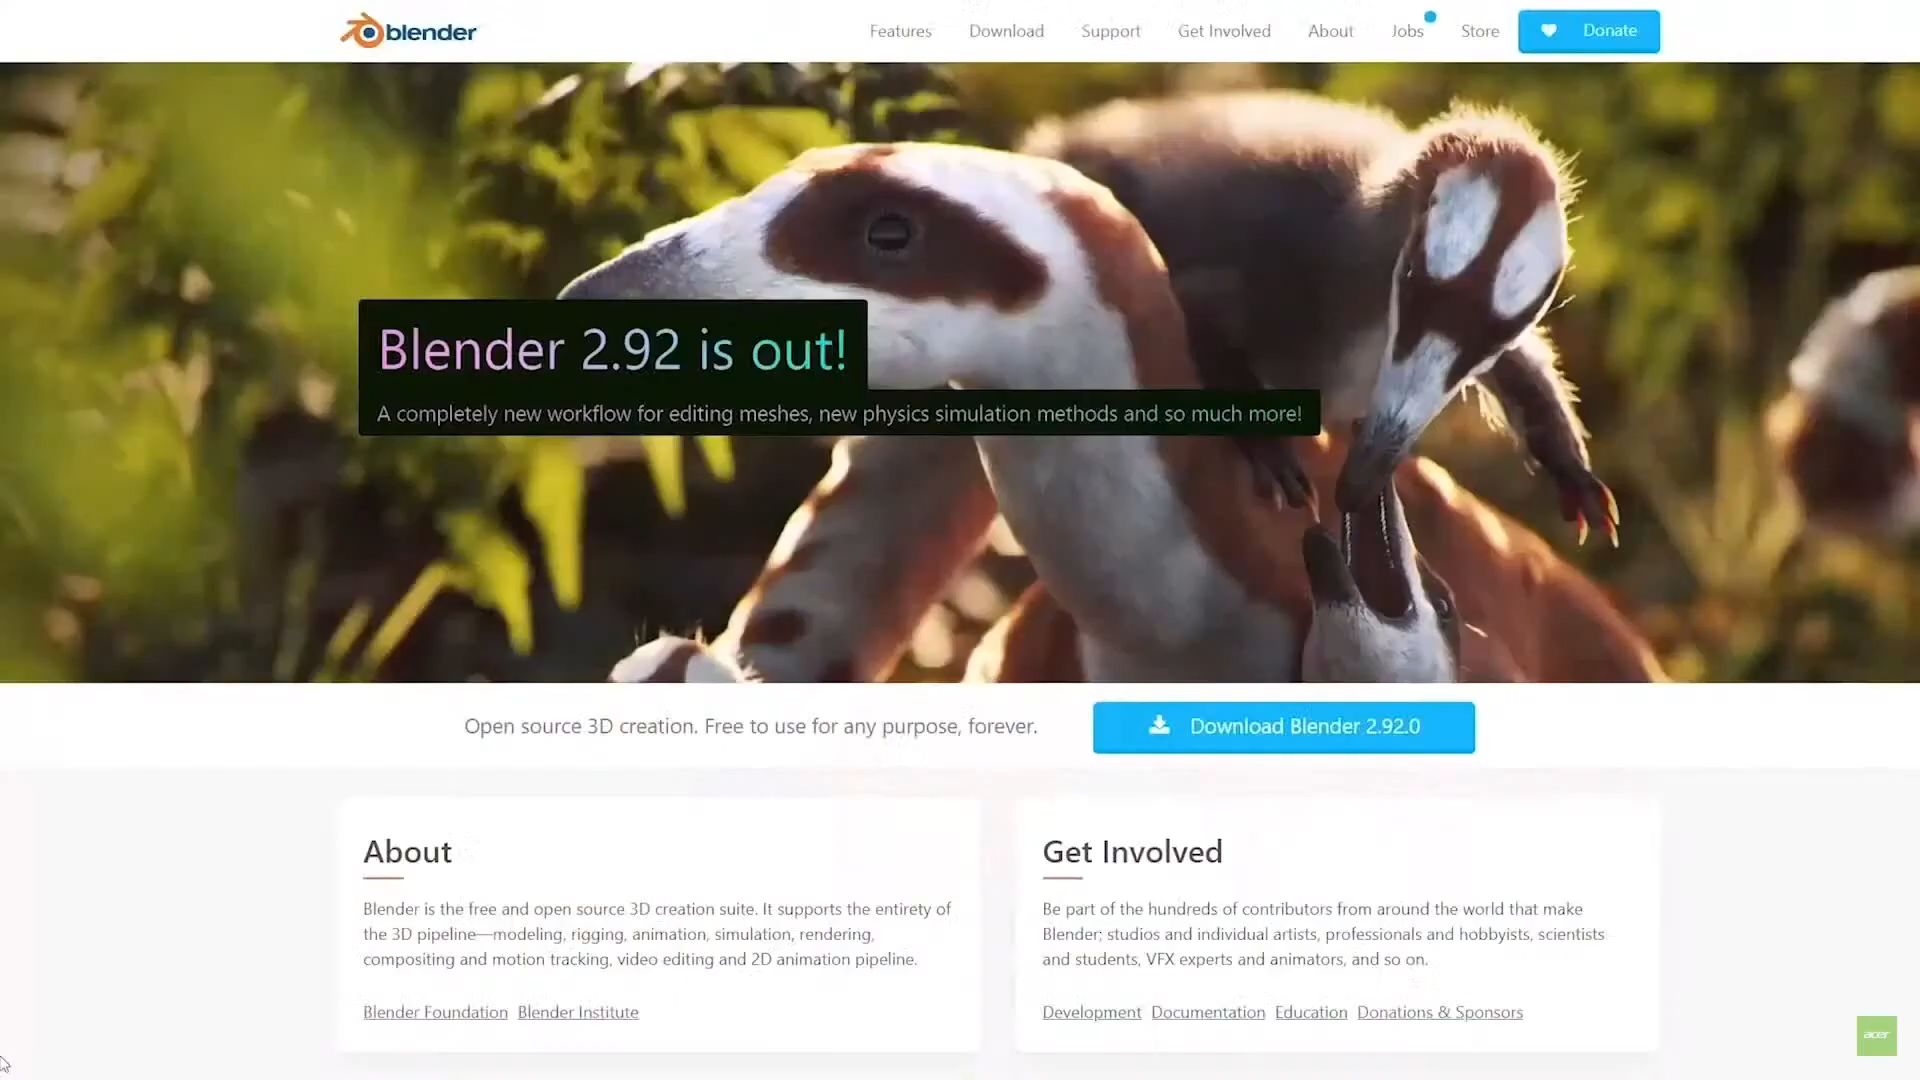 blender
Features Download Support Get Involved About Jobs Store Donate
Blender 2.92 is out!
A completely new workflow for editing meshes, new physics simulation methods and so much more!
Open source 3D creation. Free to use for any purpose, forever.
Download Blender 2.92.0
About
Blender is the free and open source 3D creation suite. It supports the entirety of
the 3D pipeline—modeling, rigging, animation, simulation, rendering,
compositing and motion tracking, video editing and 2D animation pipeline.
Blender Foundation Blender Institute
Get Involved
Be part of the hundreds of contributors from around the world that make
Blender; studios and individual artists, professionals and hobbyists, scientists
and students, VFX experts and animators, and so on.
Development Documentation Education Donations & Sponsors
acer